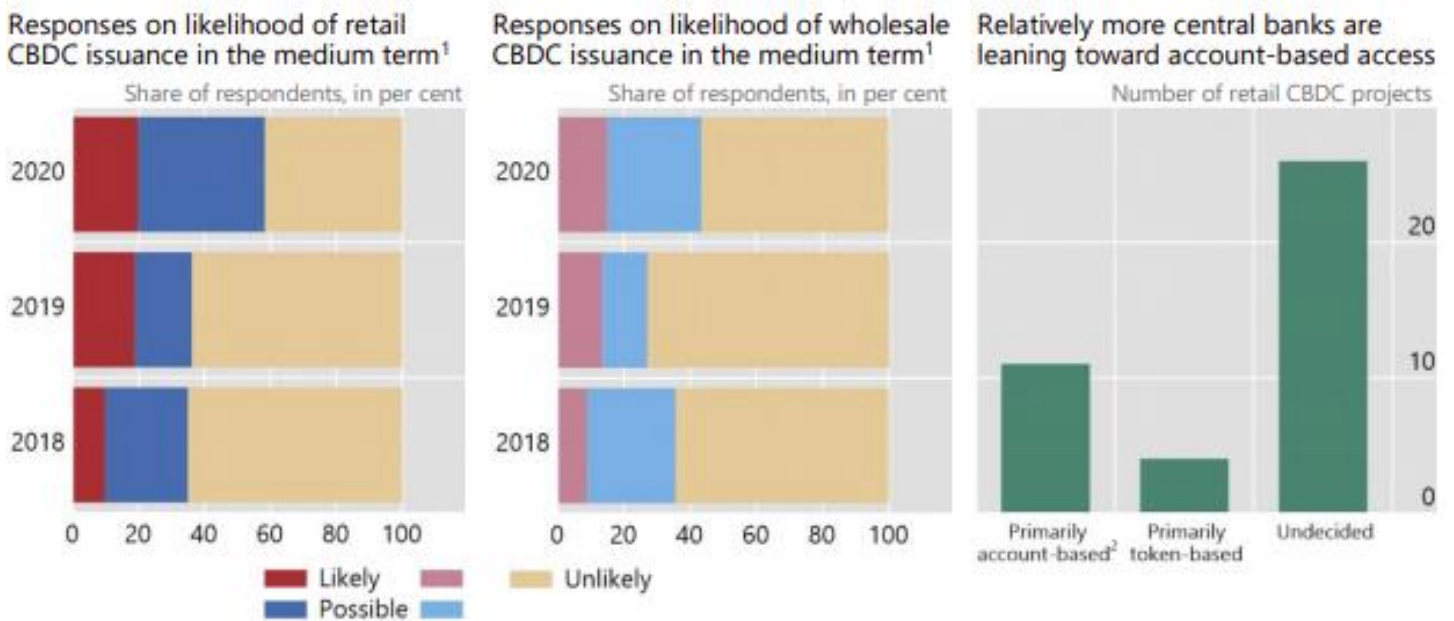 Responses on likelihood of retail
CBDC issuance in the medium term¹
Share of respondents, in per cent
2020
2019
2018
0 20 40 60 80 100
Responses on likelihood of wholesale
CBDC issuance in the medium term¹
Share of respondents, in per cent
2020
2019
2018
0 20 40 60 80 100
Likely
Possible
Unlikely
Relatively more central banks are
leaning toward account-based access
Number of retail CBDC projects
20
10
0
Primarily
account-based²
Primarily
token-based
Undecided